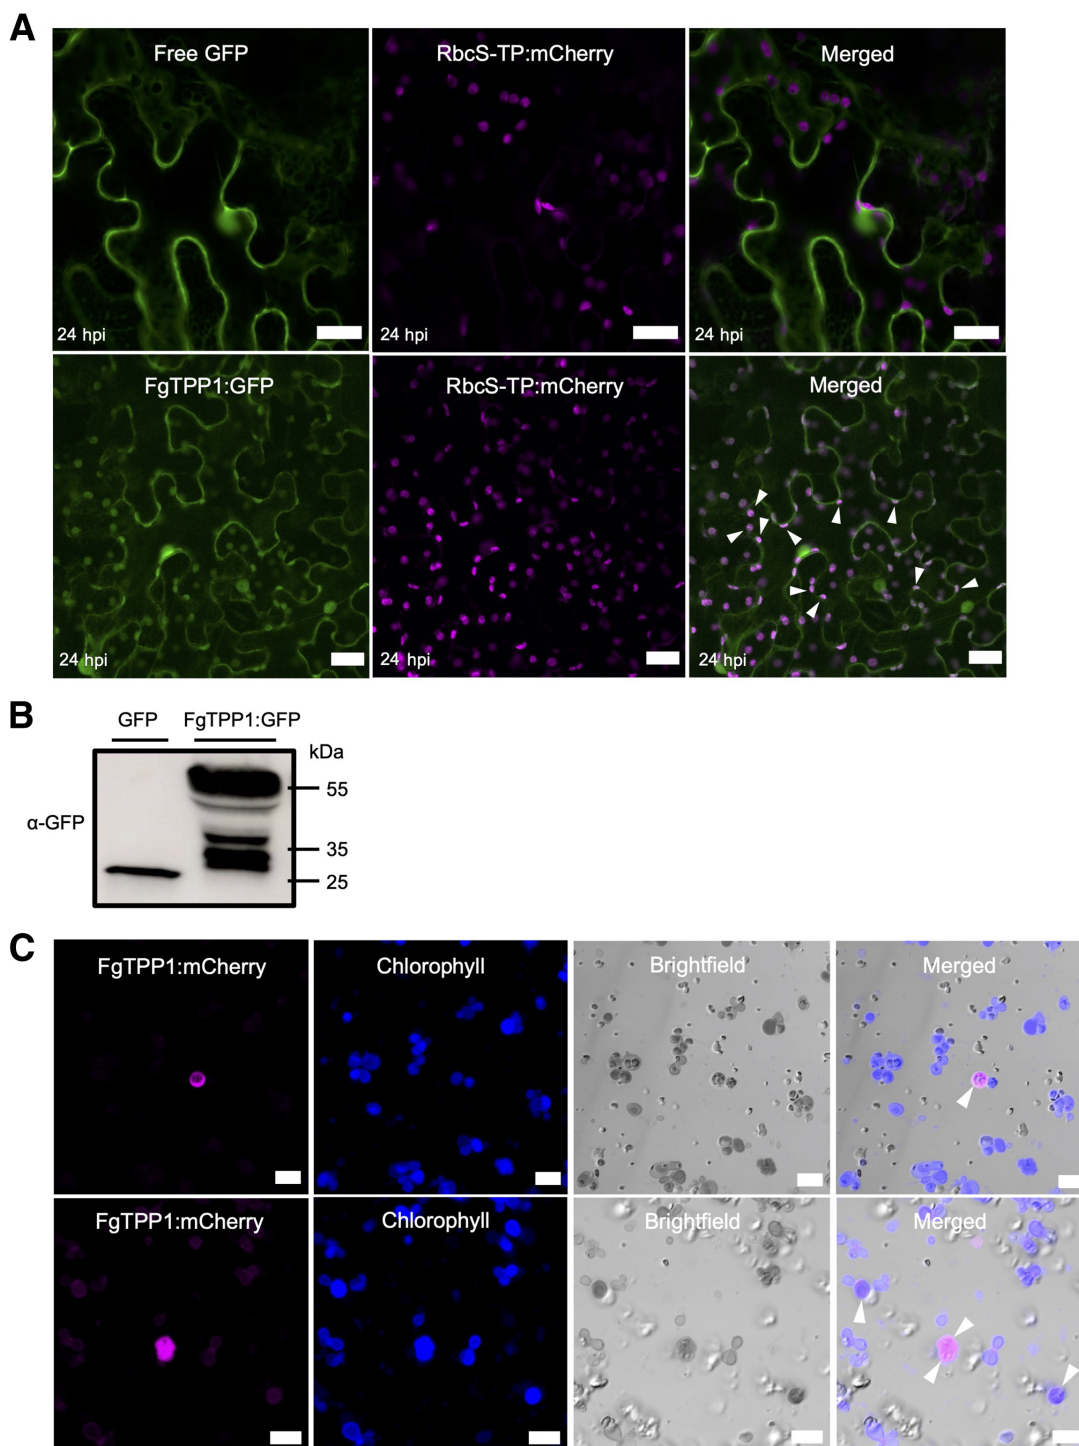 A
Free GFP
RbcS-TP:mCherry
Merged
24 hpi
24 hpi
24 hpi
FgTPP1:GFP
RbcS-TP:mCherry
Merged
24 hpi
24 hpi
24 hpi
B
GFP
FgTPP1:GFP
kDa
55
α-GFP
35
25
C
FgTPP1:mCherry
Chlorophyll
Brightfield
Merged
FgTPP1:mCherry
Chlorophyll
Brightfield
Merged